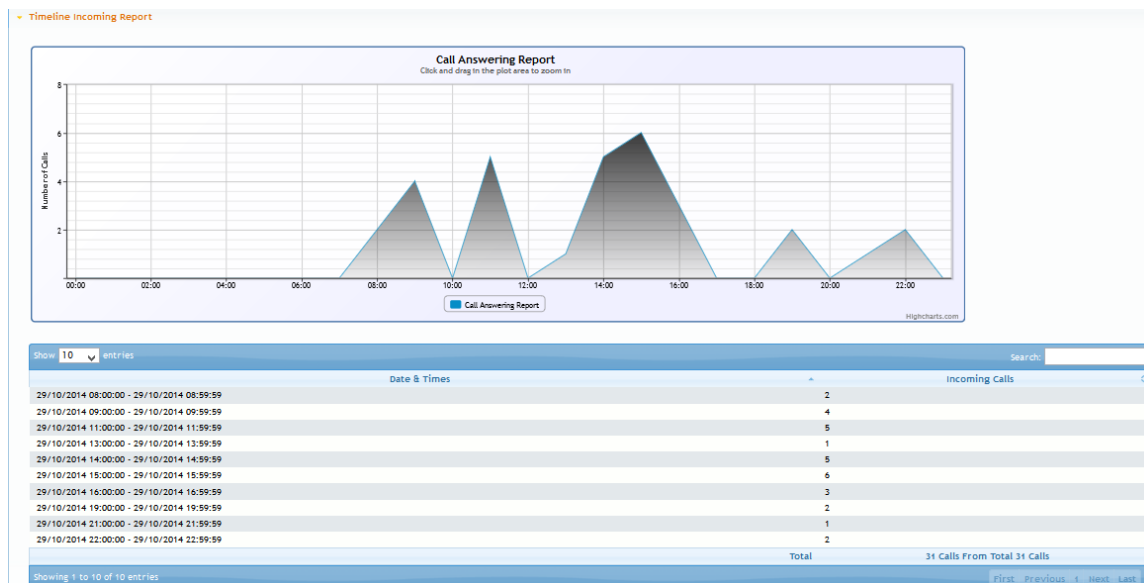 Timeline Incoming Report
Call Answering Report
Click and drag in the plot area to zoom in
Number of Calls
8
6
4
2
00:00 02:00 04:00 06:00 08:00 10:00 12:00 14:00 16:00 18:00 20:00 22:00
Call Answering Report
Highcharts.com
Show 10 entries Search:
Date & Times Incoming Calls
29/10/2014 08:00:00 - 29/10/2014 08:59:59 2
29/10/2014 09:00:00 - 29/10/2014 09:59:59 4
29/10/2014 11:00:00 - 29/10/2014 11:59:59 5
29/10/2014 13:00:00 - 29/10/2014 13:59:59 1
29/10/2014 14:00:00 - 29/10/2014 14:59:59 5
29/10/2014 15:00:00 - 29/10/2014 15:59:59 6
29/10/2014 16:00:00 - 29/10/2014 16:59:59 3
29/10/2014 19:00:00 - 29/10/2014 19:59:59 2
29/10/2014 21:00:00 - 29/10/2014 21:59:59 1
29/10/2014 22:00:00 - 29/10/2014 22:59:59 2
Total 31 Calls From Total 31 Calls
Showing 1 to 10 of 10 entries First Previous 1 Next Last